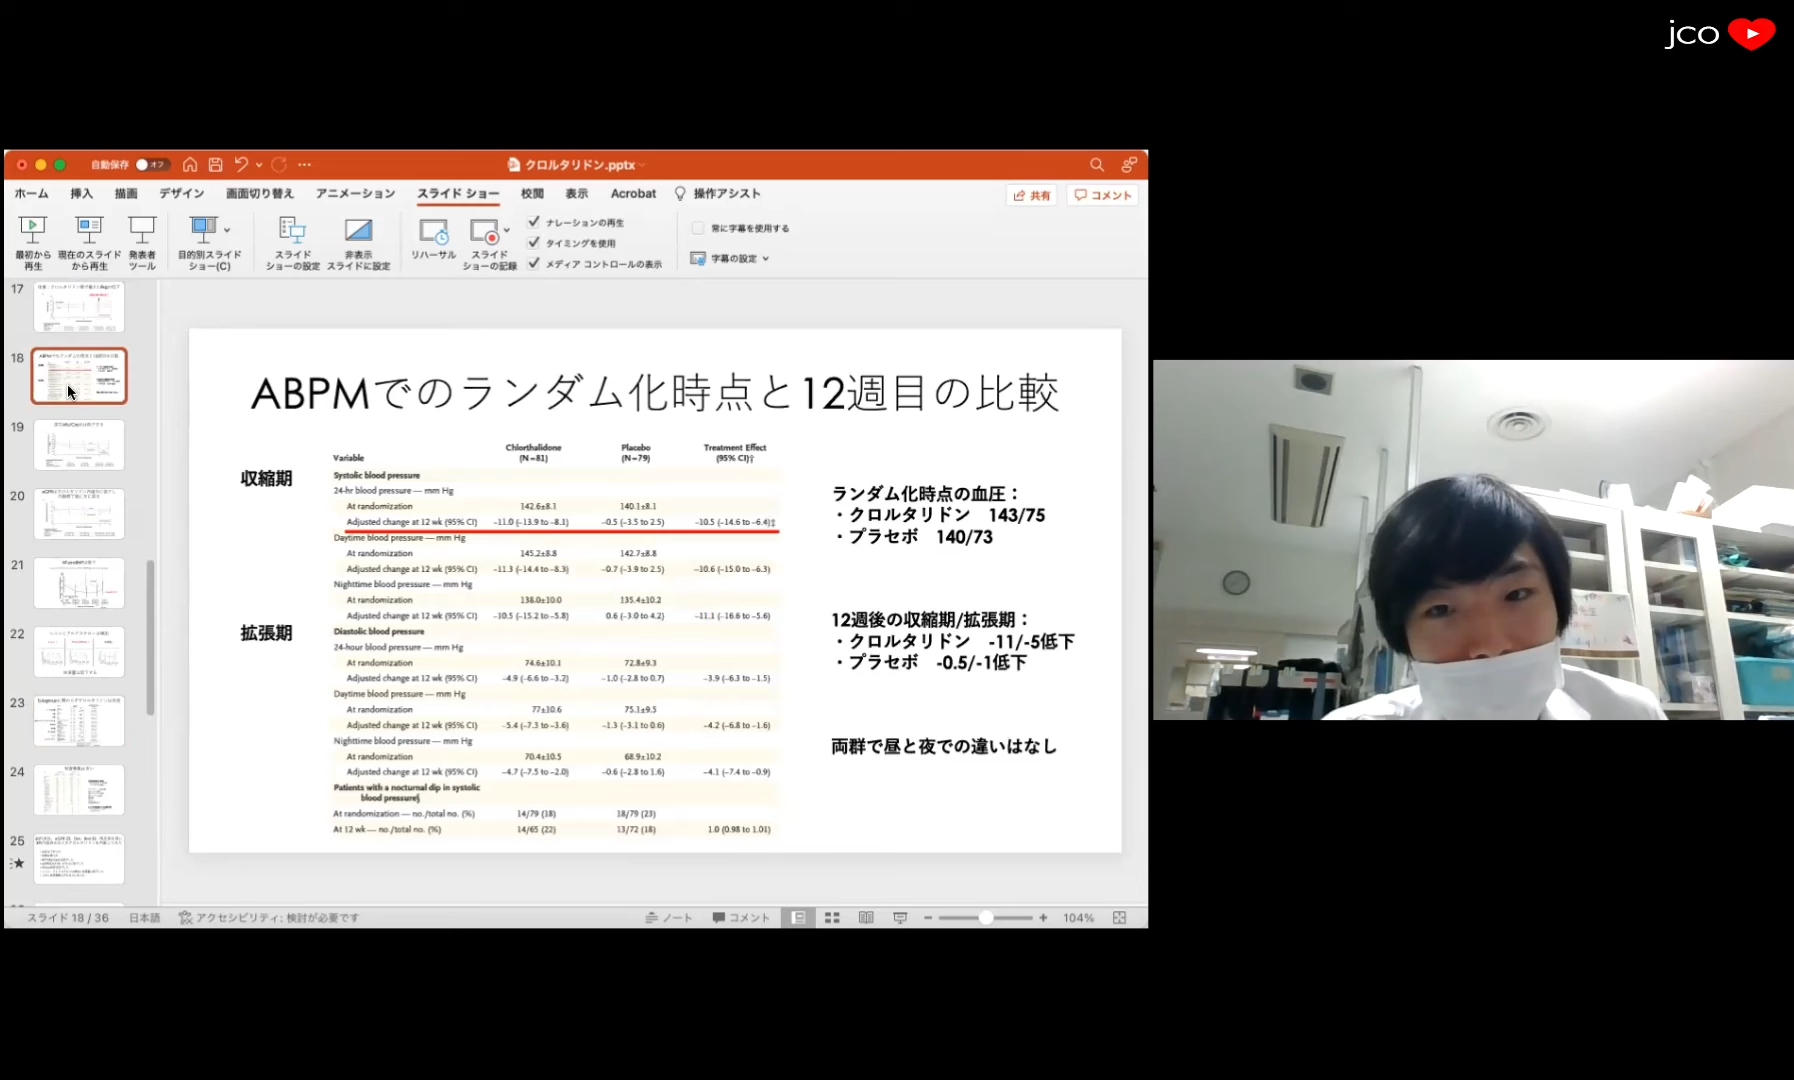 jco
自動保存 オフ
クロルタリドン.pptx
ホーム 挿入 描画 デザイン 画面切り替え アニメーション スライド ショー 校閲 表示 Acrobat 操作アシスト 共有 コメント
最初から
再生
現在のスライド
から再生
発表者
ツール
目的別スライド
ショー(C)
スライド
ショーの設定
非表示
スライドに設定
リハーサル
スライド
ショーの記録
ナレーションの再生
タイミングを使用
メディア コントロールの表示
常に字幕を使用する
字幕の設定
17
18
19
20
21
22
23
24
25
ABPMでのランダム化時点と12週目の比較
収縮期
拡張期
Variable Chlorthalidone (N=81) Placebo (N=79) Treatment Effect (95% CI)†
Systolic blood pressure
24-hr blood pressure — mm Hg
At randomization 142.6±8.1 140.1±8.1
Adjusted change at 12 wk (95% CI) −11.0 (−13.9 to −8.1) −0.5 (−3.5 to 2.5) −10.5 (−14.6 to −6.4)‡
Daytime blood pressure — mm Hg
At randomization 145.2±8.8 142.7±8.8
Adjusted change at 12 wk (95% CI) −11.3 (−14.4 to −8.3) −0.7 (−3.9 to 2.5) −10.6 (−15.0 to −6.3)
Nighttime blood pressure — mm Hg
At randomization 138.0±10.0 135.4±10.2
Adjusted change at 12 wk (95% CI) −10.5 (−15.2 to −5.8) 0.6 (−3.0 to 4.2) −11.1 (−16.6 to −5.6)
Diastolic blood pressure
24-hour blood pressure — mm Hg
At randomization 74.6±10.1 72.8±9.3
Adjusted change at 12 wk (95% CI) −4.9 (−6.6 to −3.2) −1.0 (−2.8 to 0.7) −3.9 (−6.3 to −1.5)
Daytime blood pressure — mm Hg
At randomization 77±10.6 75.1±9.5
Adjusted change at 12 wk (95% CI) −5.4 (−7.3 to −3.6) −1.3 (−3.1 to 0.6) −4.2 (−6.8 to −1.6)
Nighttime blood pressure — mm Hg
At randomization 70.4±10.5 68.9±10.2
Adjusted change at 12 wk (95% CI) −4.7 (−7.5 to −2.0) −0.6 (−2.8 to 1.6) −4.1 (−7.4 to −0.9)
Patients with a nocturnal dip in systolic
blood pressure§
At randomization — no./total no. (%) 14/79 (18) 18/79 (23)
At 12 wk — no./total no. (%) 14/65 (22) 13/72 (18) 1.0 (0.98 to 1.01)
ランダム化時点の血圧：
・クロルタリドン 143/75
・プラセボ 140/73
12週後の収縮期/拡張期：
・クロルタリドン -11/-5低下
・プラセボ -0.5/-1低下
両群で昼と夜での違いはなし
スライド 18 / 36 日本語 アクセシビリティ: 検討が必要です ノート コメント 104%